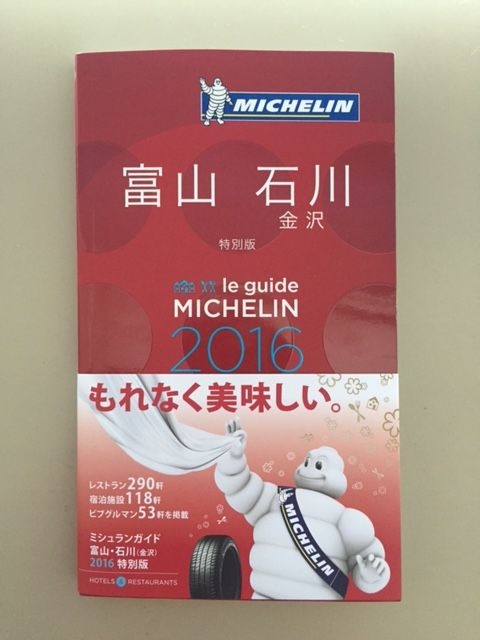 MICHELIN
富山 石川
金沢
特別版
le guide
MICHELIN
2016
もれなく美味しい。
レストラン290軒
宿泊施設118軒
ビブグルマン53軒を掲載
ミシュランガイド
富山・石川(金沢)
2016 特別版
HOTELS & RESTAURANTS
MICHELIN